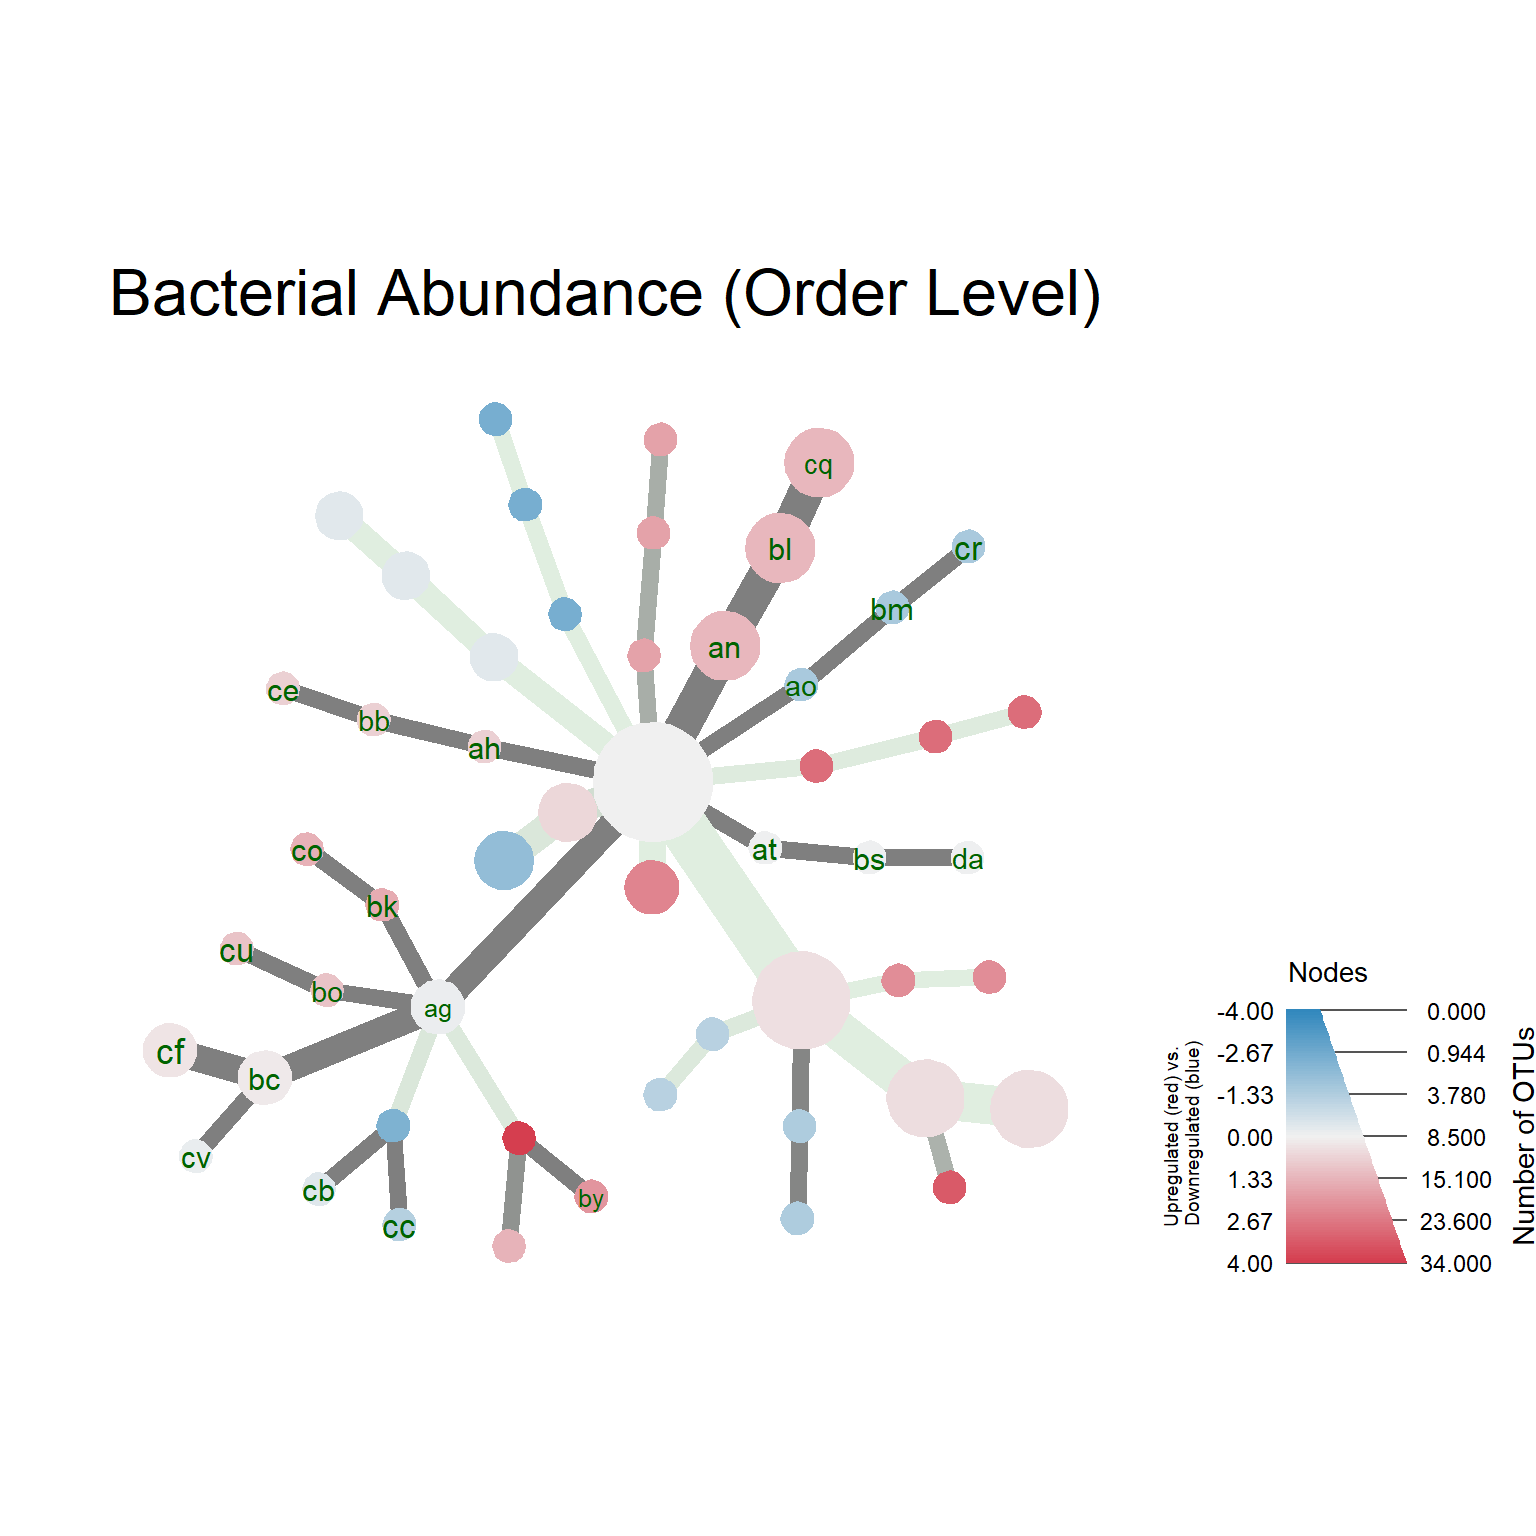 Bacterial Abundance (Order Level)
cq
bl
cr
bm
an
ao
ce
bb
ah
at
bs
da
co
bk
cu
bo
ag
cf
bc
cv
cb
cc
by
Nodes
-4.00
0.000
-2.67
0.944
-1.33
3.780
0.00
8.500
1.33
15.100
2.67
23.600
4.00
34.000
Upregulated (red) vs.
Downregulated (blue)
Number of OTUs